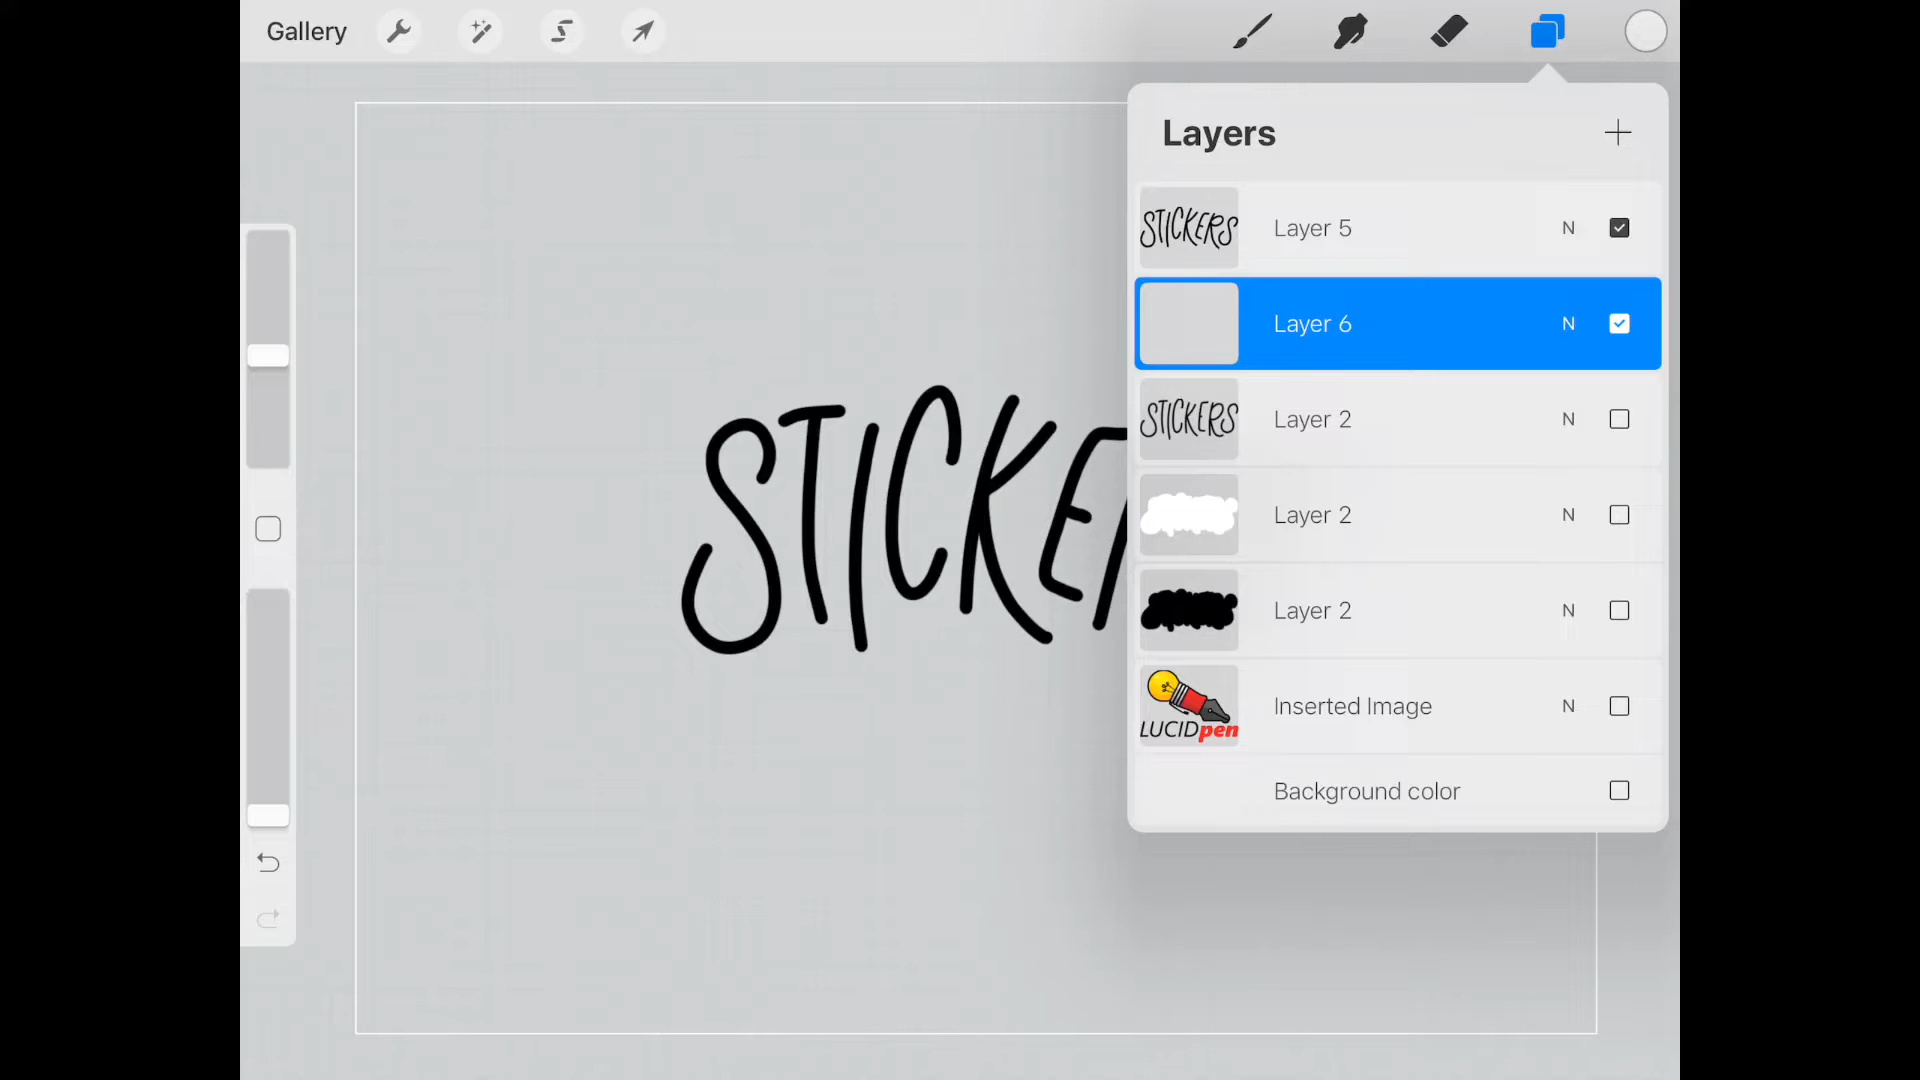 Gallery
Layers
STICKERS Layer 5 N
Layer 6 N
STICKERS Layer 2 N
Layer 2 N
Layer 2 N
LUCIDpen Inserted Image N
Background color
STICKE